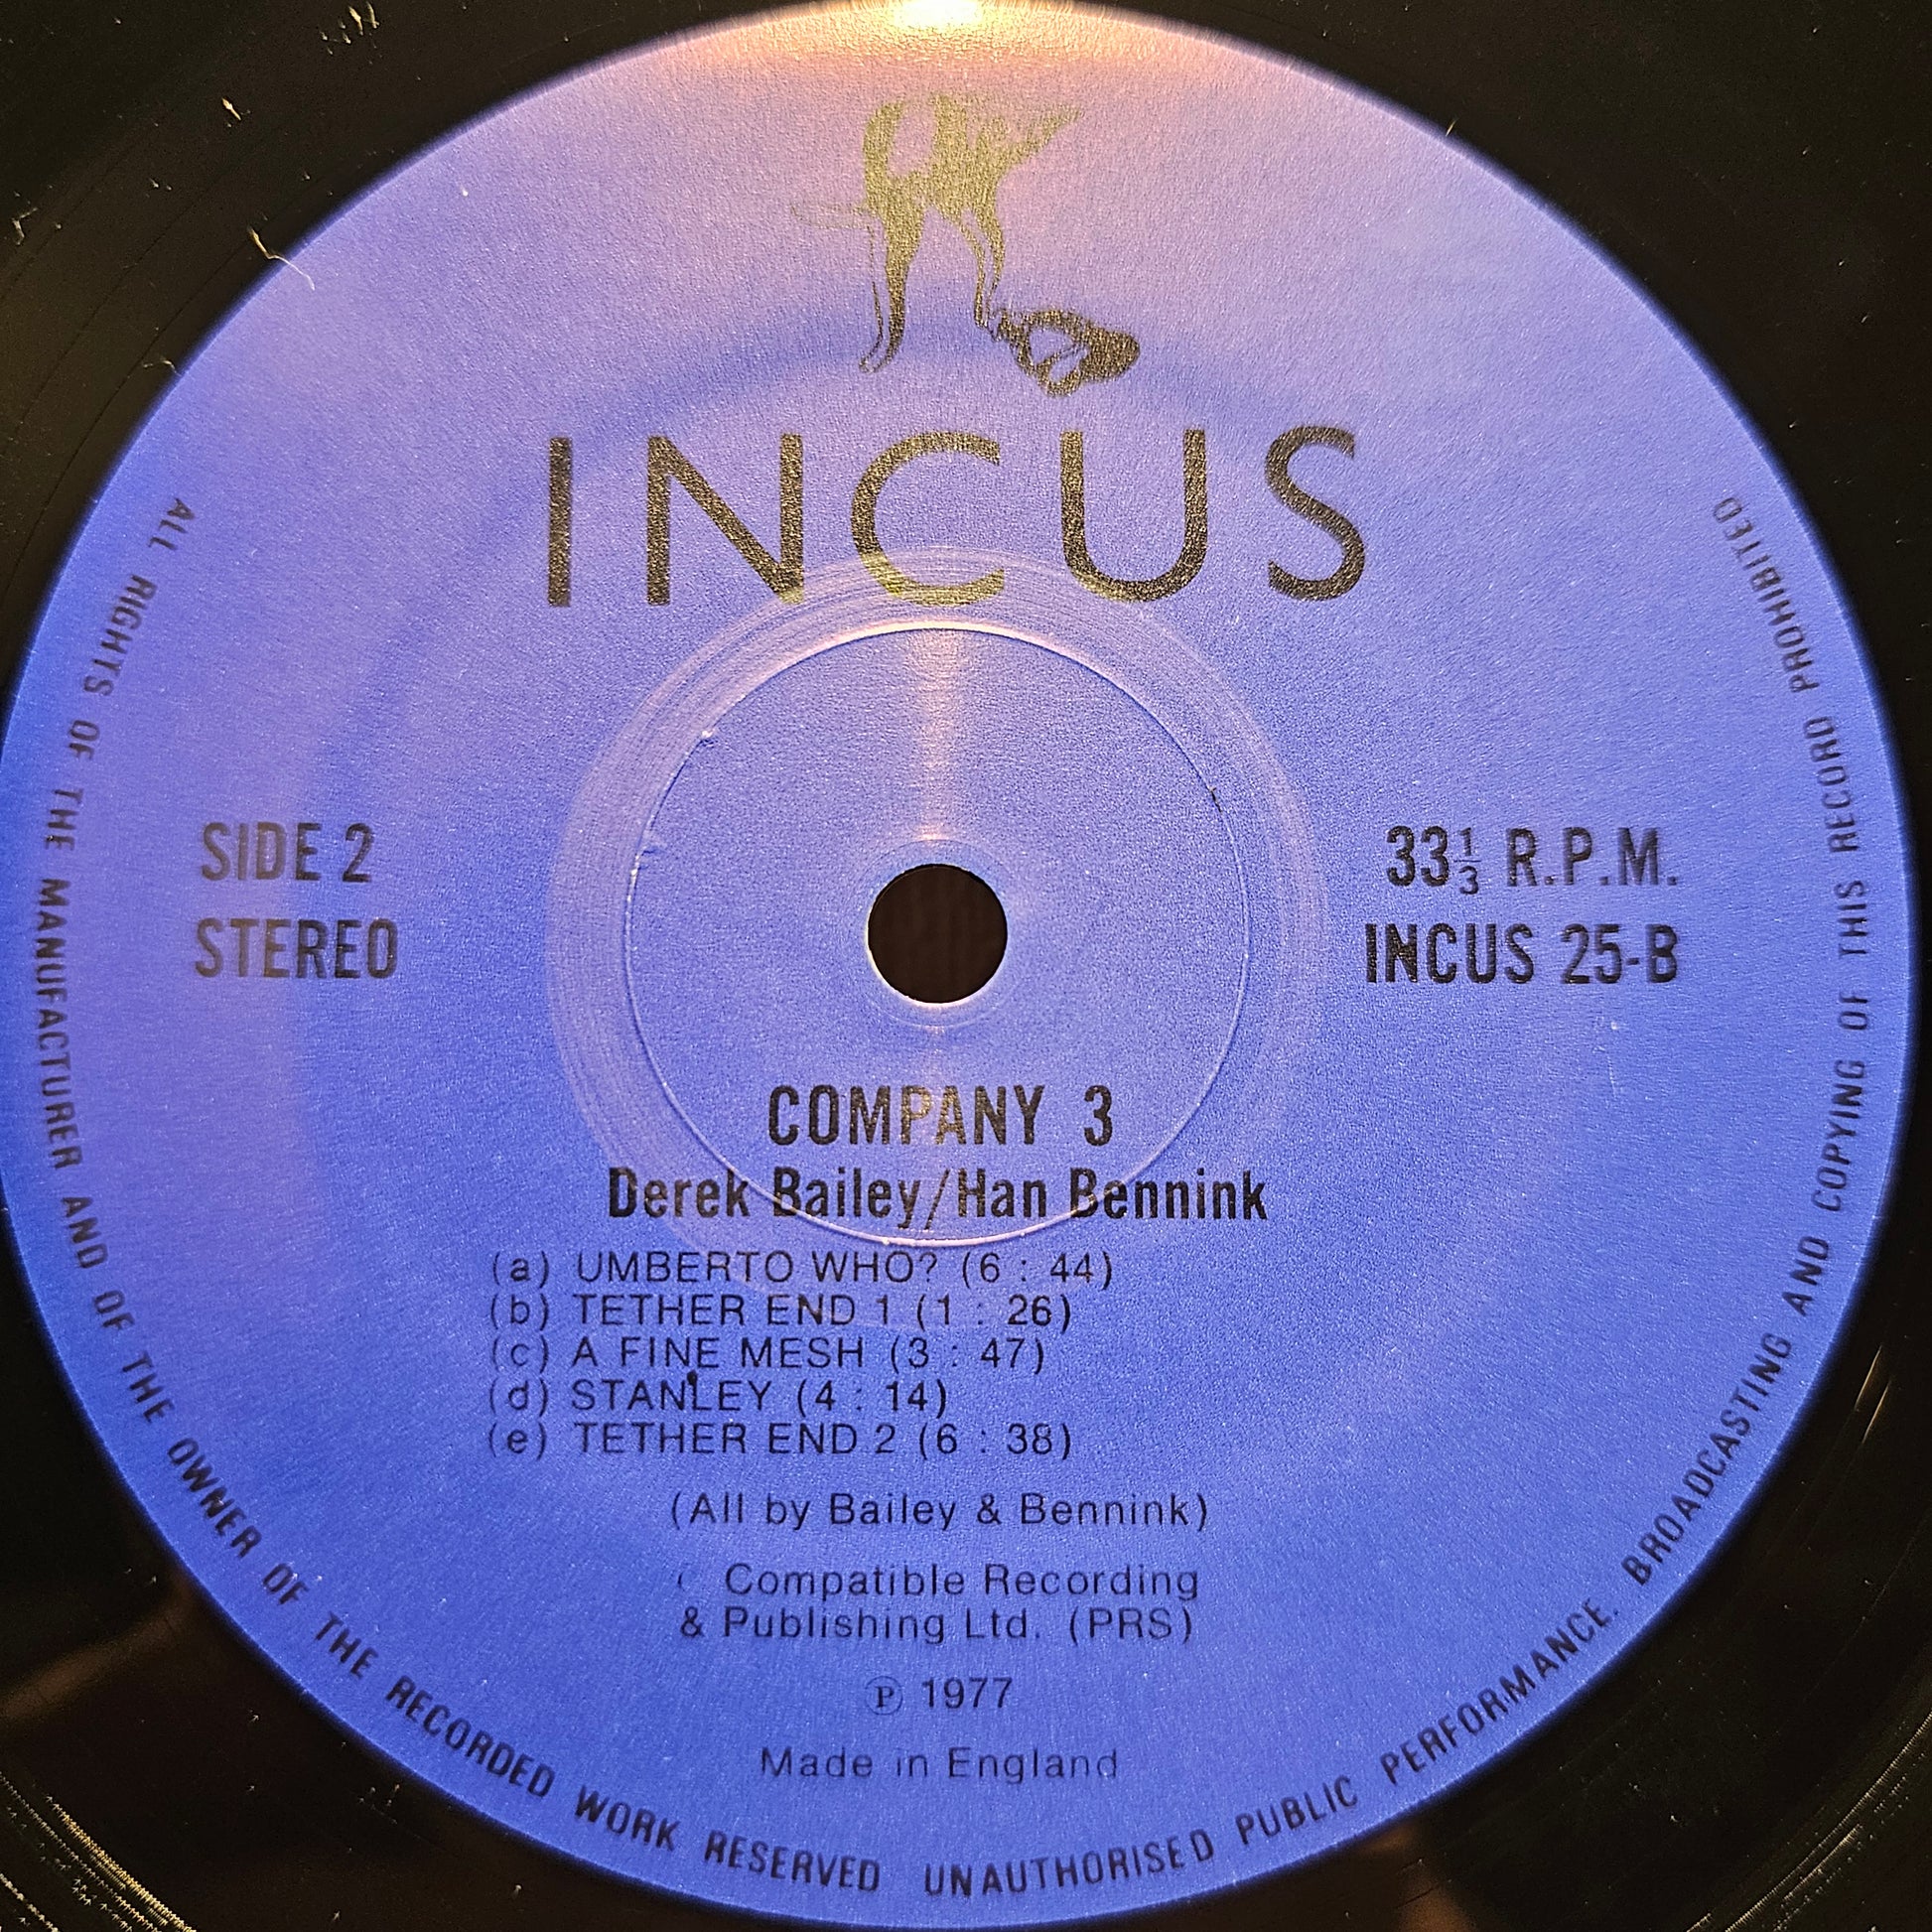 INCUS
SIDE 2
STEREO
33⅓ R.P.M.
INCUS 25-B
COMPANY 3
Derek Bailey/Han Bennink
(a) UMBERTO WHO? (6 : 44)
(b) TETHER END 1 (1 : 26)
(c) A FINE MESH (3 : 47)
(d) STANLEY (4 : 14)
(e) TETHER END 2 (6 : 38)
(All by Bailey & Bennink)
Compatible Recording
& Publishing Ltd. (PRS)
℗ 1977
Made in England
ALL RIGHTS OF THE MANUFACTURER AND OF THE OWNER OF THE RECORDED WORK RESERVED UNAUTHORISED PUBLIC PERFORMANCE. BROADCASTING AND COPYING OF THIS RECORD PROHIBITED